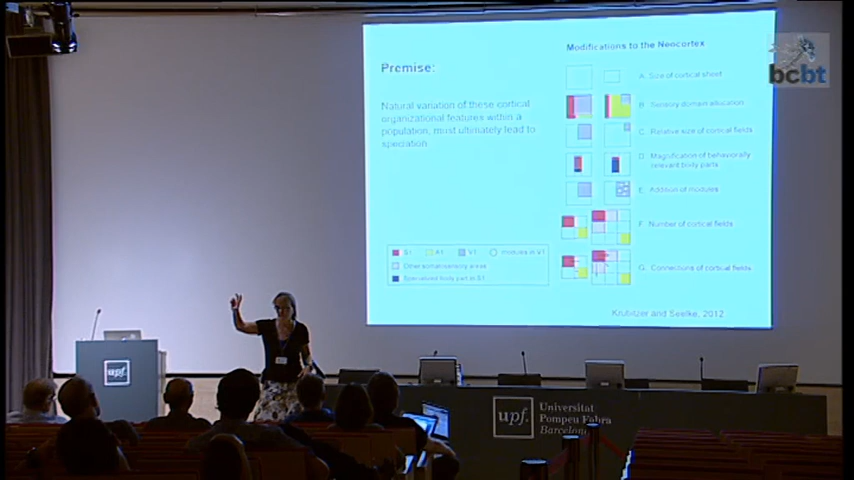 Modifications to the Neocortex
Premise:
A. Size of cortical sheet
Natural variation of these cortical
organizational features within a
population, must ultimately lead to
speciation.
B. Sensory domain allocation
C. Relative size of cortical fields
D. Magnification of behaviorally
relevant body parts
E. Addition of modules
F. Number of cortical fields
G. Connections of cortical fields
S1 A1 V1 modules in V1
Other somatosensory areas
Specialized body part in S1
Krubitzer and Seelke, 2012
bcbt
upf.
upf.
Universitat
Pompeu Fabra
Barcelona